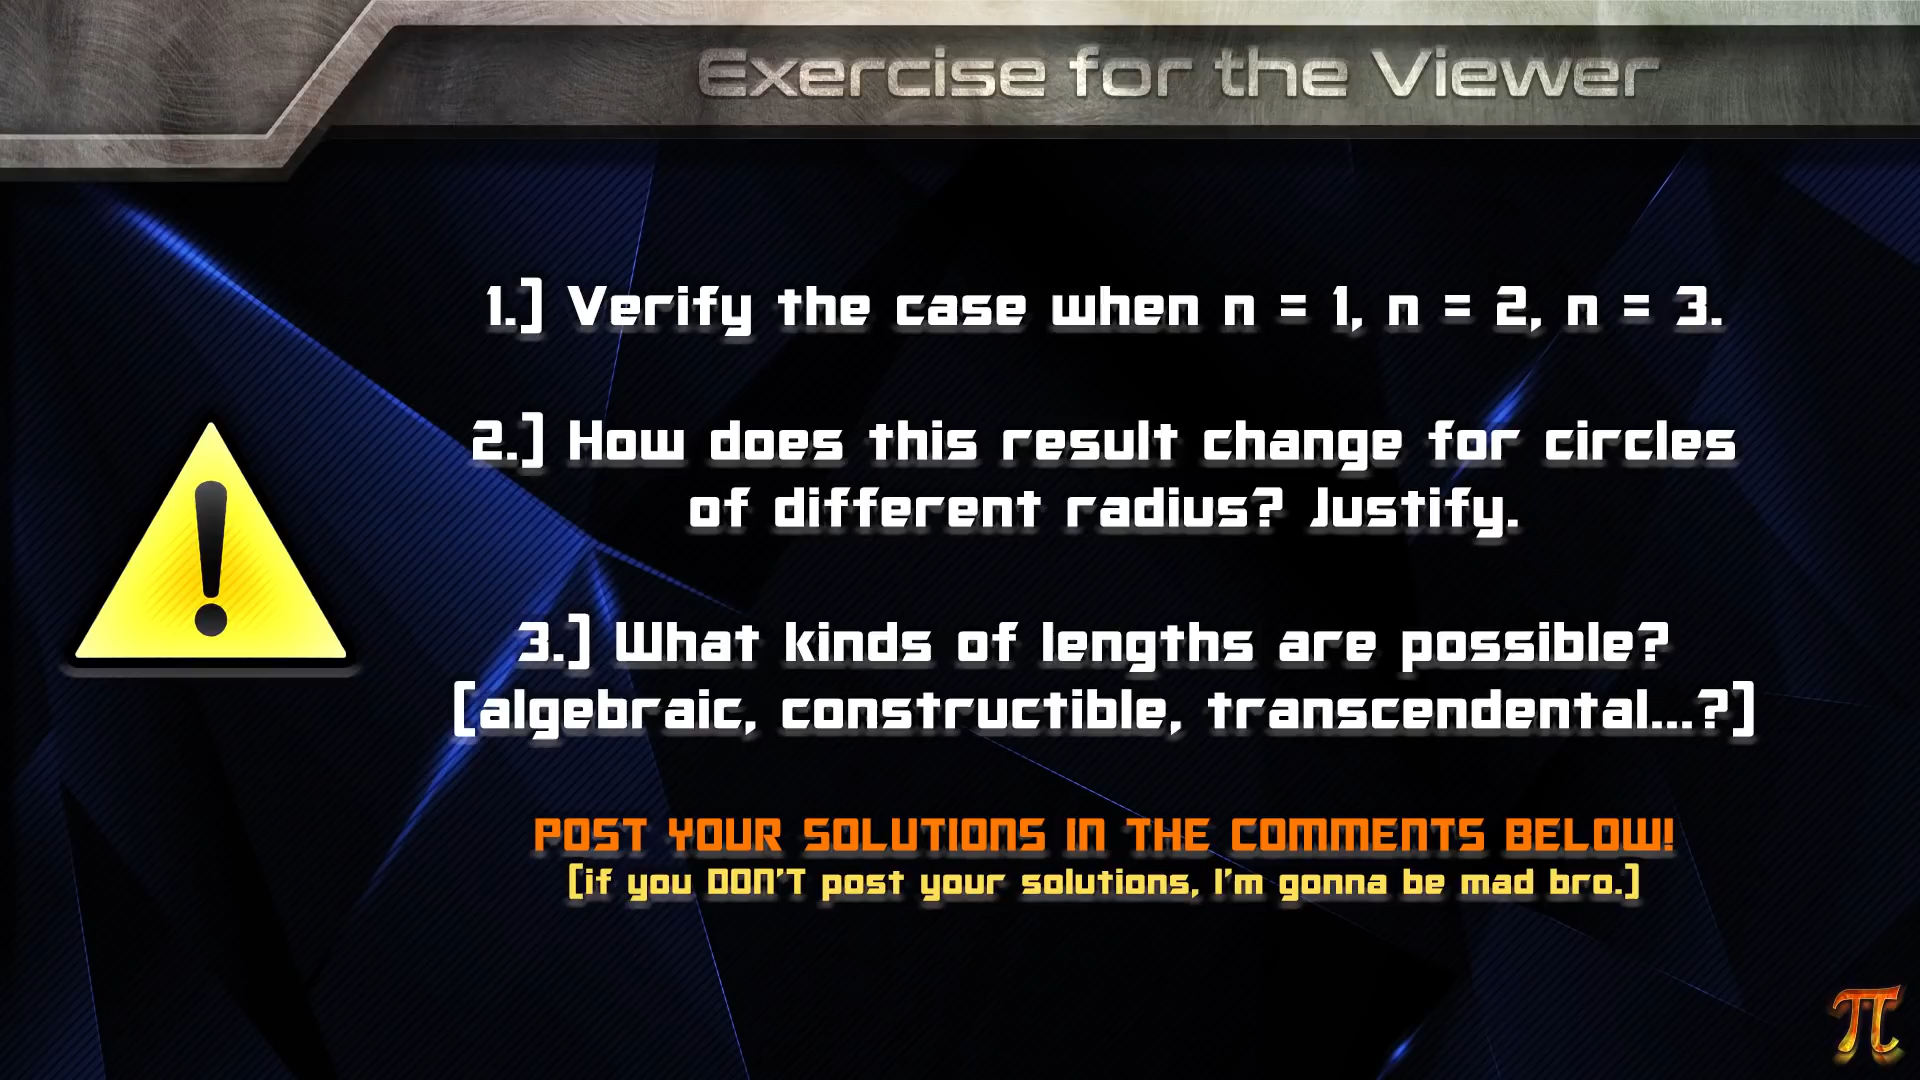 Exercise for the Viewer
1.) Verify the case when n = 1, n = 2, n = 3.
2.) How does this result change for circles
of different radius? Justify.
3.) What kinds of lengths are possible?
(algebraic, constructible, transcendental...?)
POST YOUR SOLUTIONS IN THE COMMENTS BELOW!
(if you DON'T post your solutions, I'm gonna be mad bro.)
π